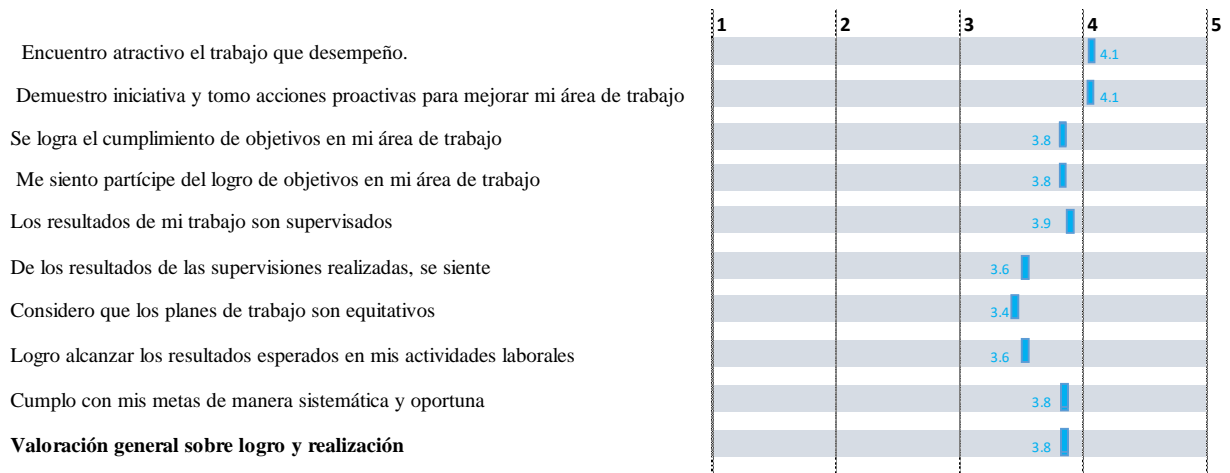 1 2 3 4 5
Encuentro atractivo el trabajo que desempeño. 4.1
Demuestro iniciativa y tomo acciones proactivas para mejorar mi área de trabajo 4.1
Se logra el cumplimiento de objetivos en mi área de trabajo 3.8
Me siento partícipe del logro de objetivos en mi área de trabajo 3.8
Los resultados de mi trabajo son supervisados 3.9
De los resultados de las supervisiones realizadas, se siente 3.6
Considero que los planes de trabajo son equitativos 3.4
Logro alcanzar los resultados esperados en mis actividades laborales 3.6
Cumplo con mis metas de manera sistemática y oportuna 3.8
Valoración general sobre logro y realización 3.8